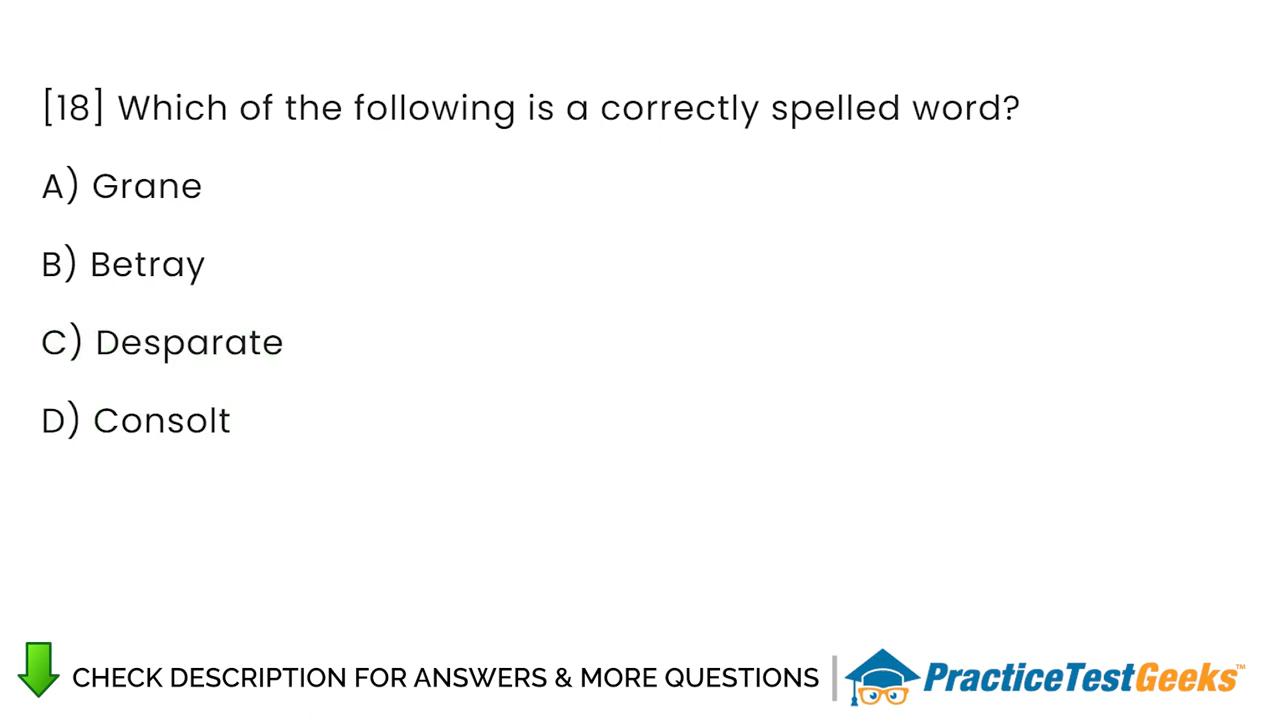 [18] Which of the following is a correctly spelled word?
A) Grane
B) Betray
C) Desparate
D) Consolt
CHECK DESCRIPTION FOR ANSWERS & MORE QUESTIONS
PracticeTestGeeks™